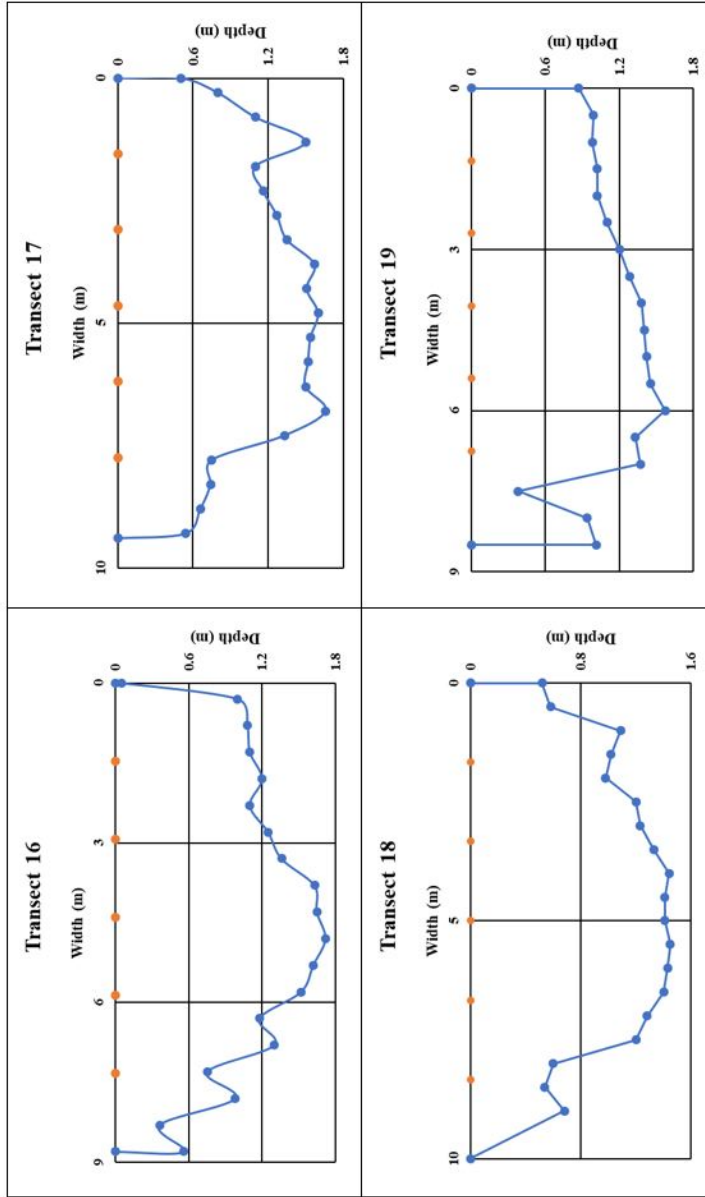 Transect 16
Width (m)
9 6 3 0
0
0.6
1.2
1.8
Depth (m)
Transect 17
Width (m)
10 5 0
0
0.6
1.2
1.8
Depth (m)
Transect 18
Width (m)
10 5 0
0
0.8
1.6
Depth (m)
Transect 19
Width (m)
9 6 3 0
0
0.6
1.2
1.8
Depth (m)